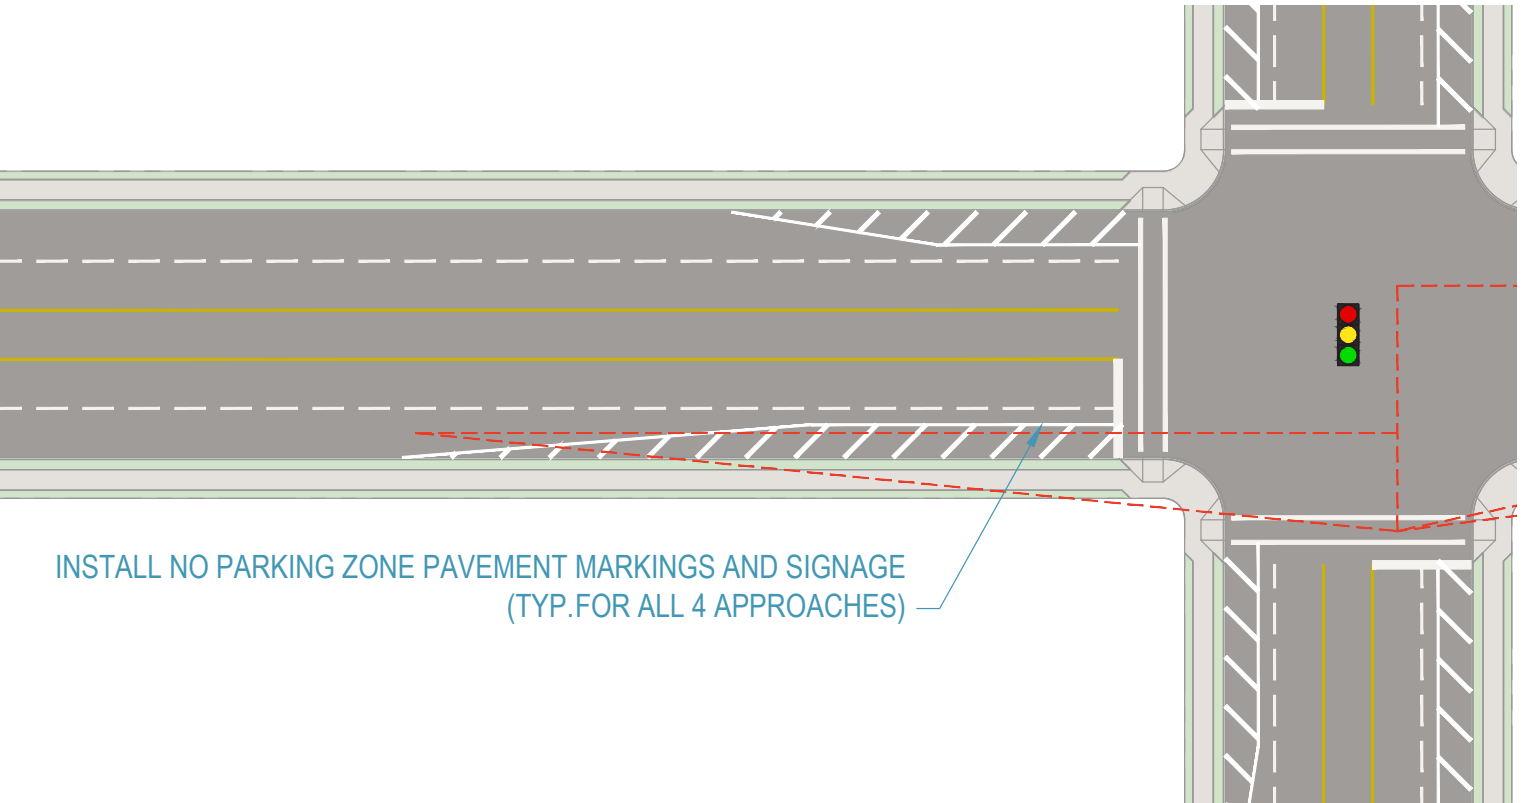 INSTALL NO PARKING ZONE PAVEMENT MARKINGS AND SIGNAGE
(TYP.FOR ALL 4 APPROACHES)